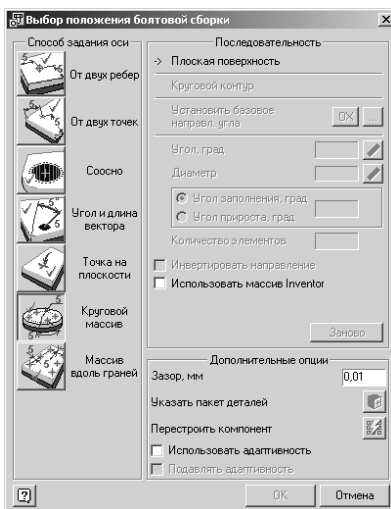 Выбор положения болтовой сборки
Способ задания оси
От двух ребер
От двух точек
Соосно
Угол и длина
вектора
Точка на
плоскости
Круговой
массив
Массив
вдоль граней
Последовательность
-> Плоская поверхность
Круговой контур
Установить базовое
направл. угла
OX
...
Угол, град
Диаметр
Угол заполнения, град
Угол прироста, град
Количество элементов
Инвертировать направление
Использовать массив Inventor
Заново
Дополнительные опции
Зазор, мм
0,01
Указать пакет деталей
Перестроить компонент
Использовать адаптивность
Подавлять адаптивность
?
OK
Отмена